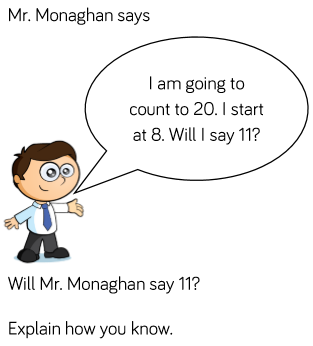 Mr. Monaghan says
I am going to
count to 20. I start
at 8. Will I say 11?
Will Mr. Monaghan say 11?
Explain how you know.